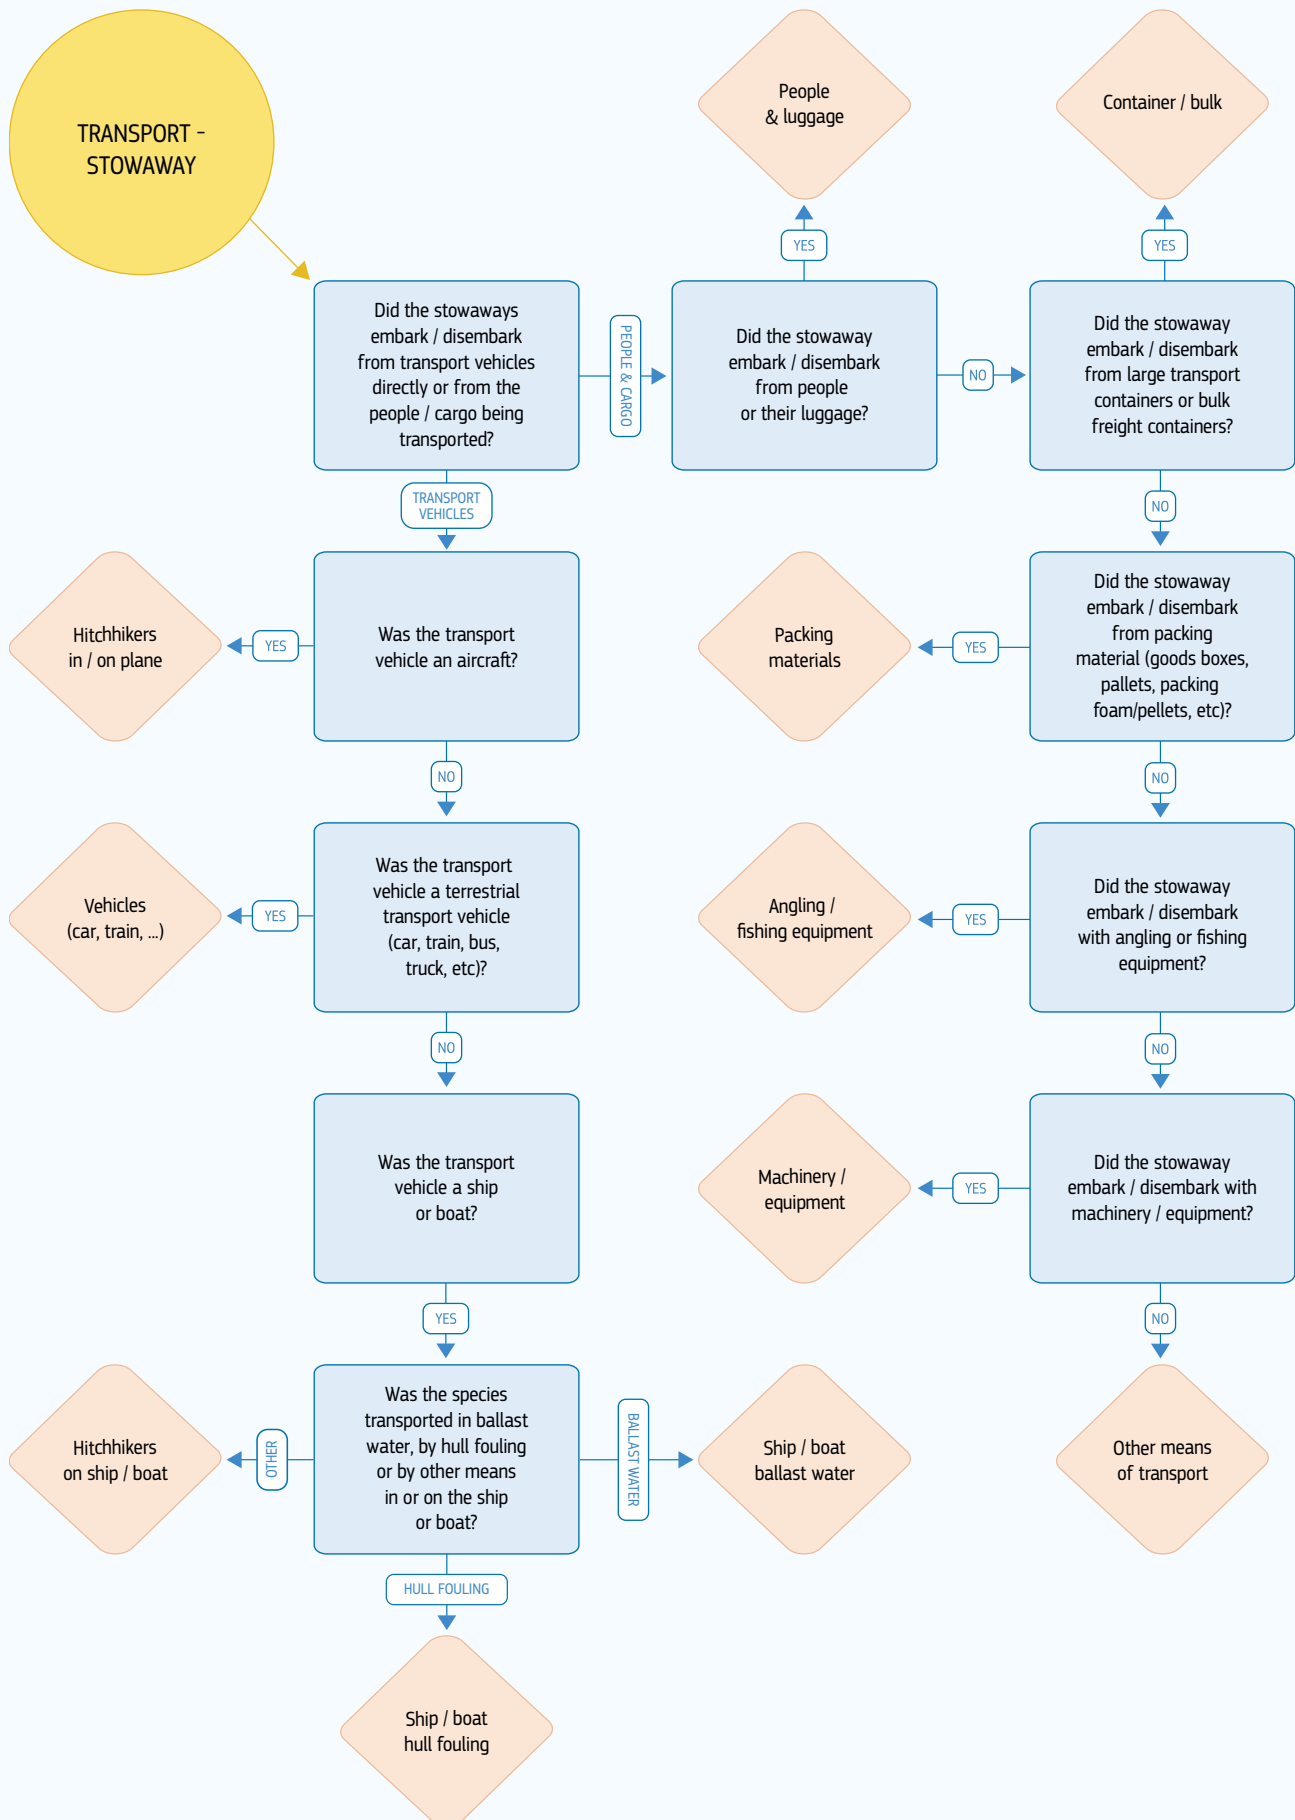 TRANSPORT -
STOWAWAY
People
& luggage
Container / bulk
YES
YES
Did the stowaways
embark / disembark
from transport vehicles
directly or from the
people / cargo being
transported?
PEOPLE & CARGO
Did the stowaway
embark / disembark
from people
or their luggage?
NO
Did the stowaway
embark / disembark
from large transport
containers or bulk
freight containers?
TRANSPORT
VEHICLES
NO
Hitchhikers
in / on plane
YES
Was the transport
vehicle an aircraft?
Packing
materials
YES
Did the stowaway
embark / disembark
from packing
material (goods boxes,
pallets, packing
foam/pellets, etc)?
NO
NO
Vehicles
(car, train, ...)
YES
Was the transport
vehicle a terrestrial
transport vehicle
(car, train, bus,
truck, etc)?
Angling /
fishing equipment
YES
Did the stowaway
embark / disembark
with angling or fishing
equipment?
NO
NO
Was the transport
vehicle a ship
or boat?
Machinery /
equipment
YES
Did the stowaway
embark / disembark with
machinery / equipment?
YES
NO
Hitchhikers
on ship / boat
OTHER
Was the species
transported in ballast
water, by hull fouling
or by other means
in or on the ship
or boat?
BALLAST WATER
Ship / boat
ballast water
Other means
of transport
HULL FOULING
Ship / boat
hull fouling